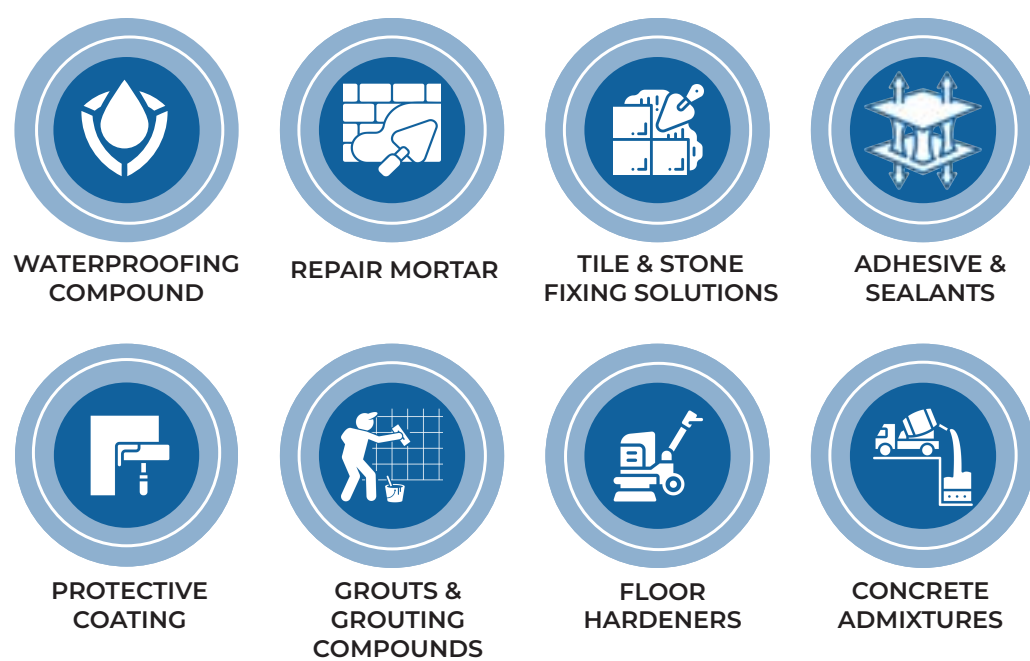 WATERPROOFING
COMPOUND
REPAIR MORTAR
TILE & STONE
FIXING SOLUTIONS
ADHESIVE &
SEALANTS
PROTECTIVE
COATING
GROUTS &
GROUTING
COMPOUNDS
FLOOR
HARDENERS
CONCRETE
ADMIXTURES